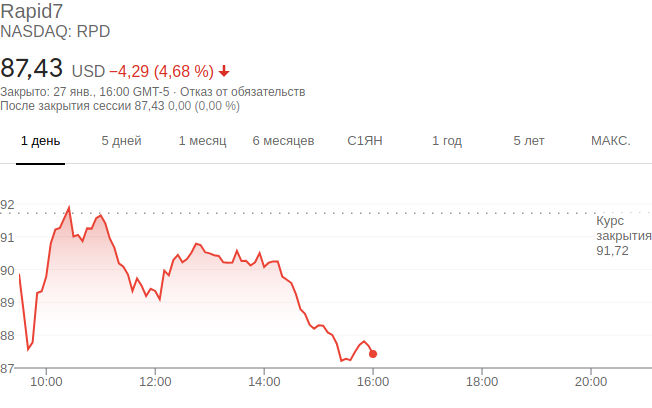 Rapid7
NASDAQ: RPD
87,43 USD −4,29 (4,68 %)
Закрыто: 27 янв., 16:00 GMT-5 · Отказ от обязательств
После закрытия сессии 87,43 0,00 (0,00 %)
1 день 5 дней 1 месяц 6 месяцев С1ЯН 1 год 5 лет МАКС.
92
Курс
закрытия
91,72
91
90
89
88
87
10:00 12:00 14:00 16:00 18:00 20:00